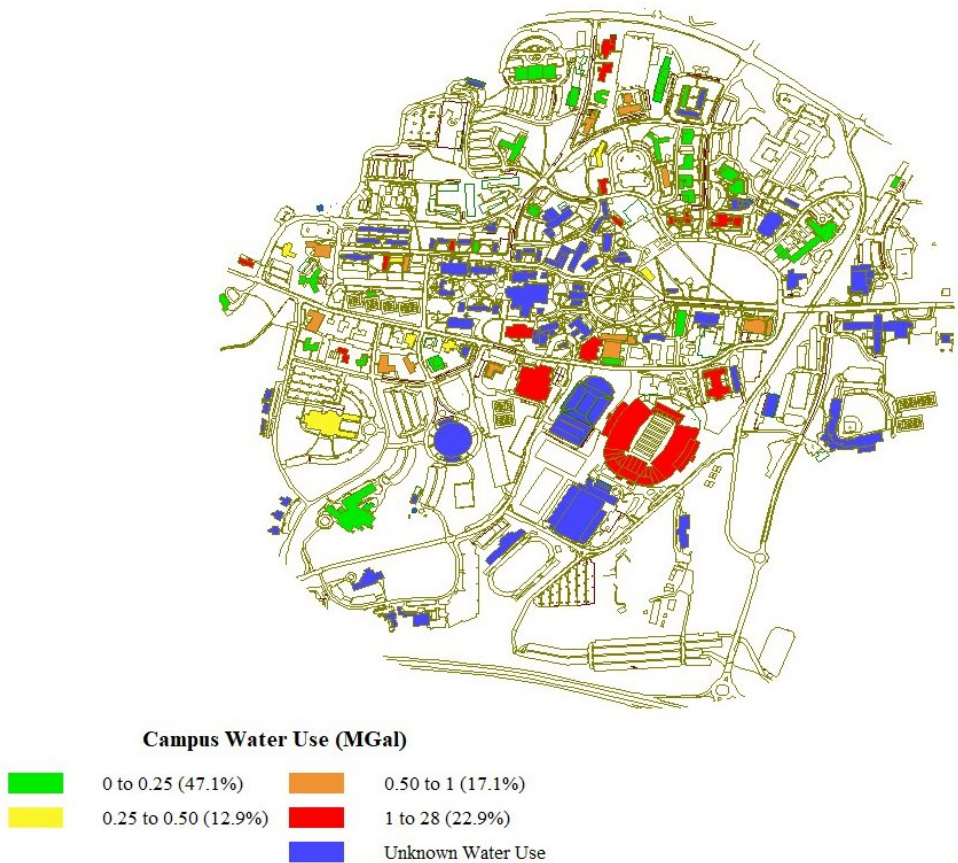 Campus Water Use (MGal)
0 to 0.25 (47.1%)
0.50 to 1 (17.1%)
0.25 to 0.50 (12.9%)
1 to 28 (22.9%)
Unknown Water Use